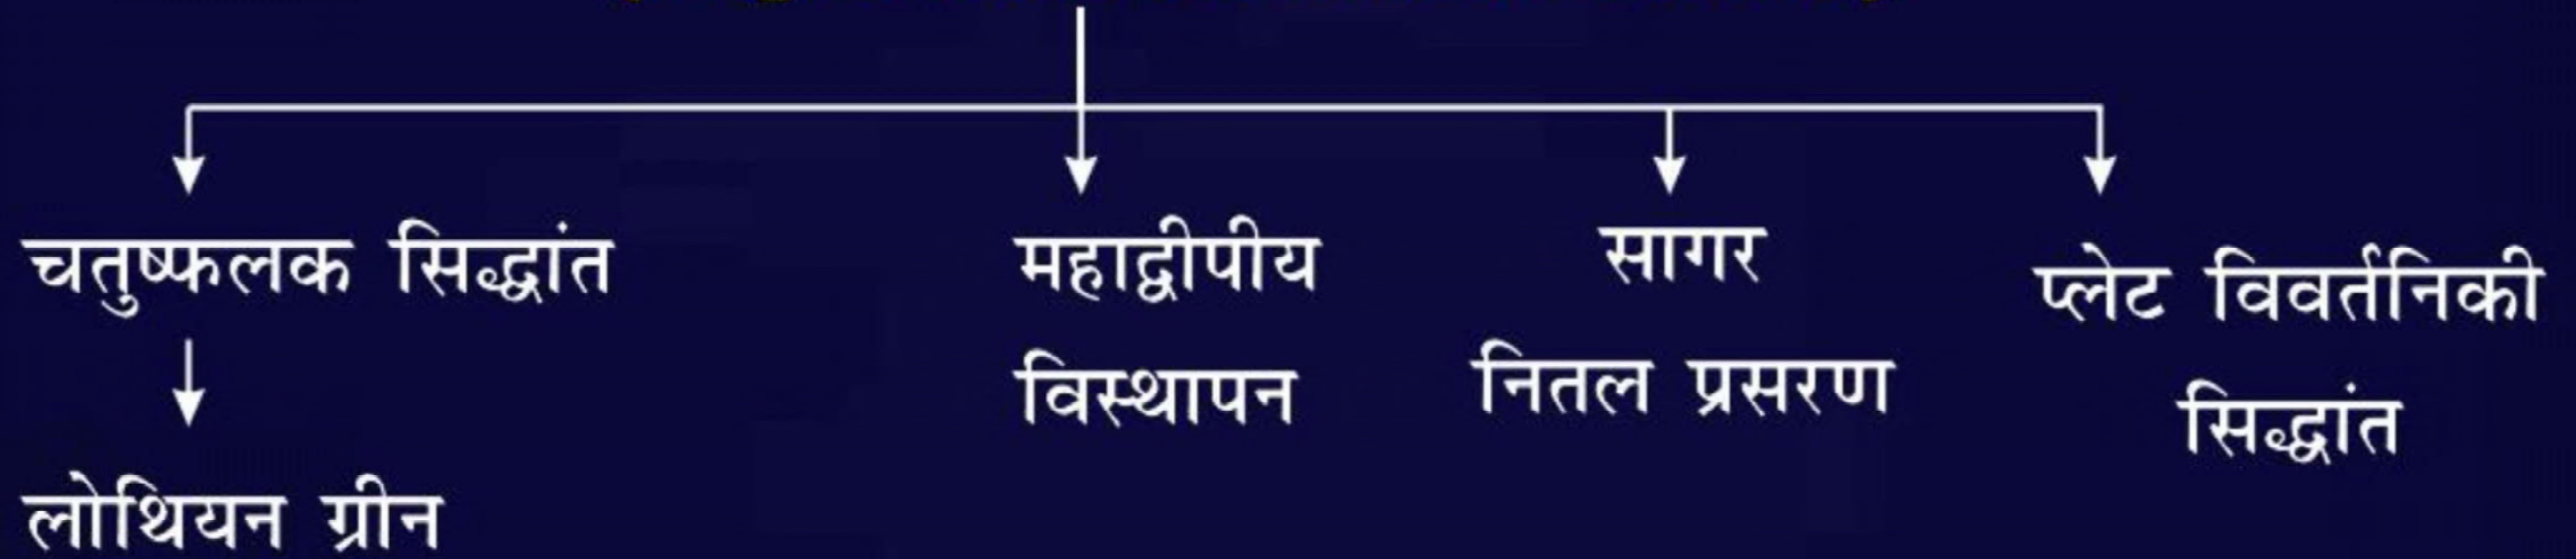 चतुष्फलक सिद्धांत
लोथियन ग्रीन
महाद्वीपीय
विस्थापन
सागर
नितल प्रसरण
प्लेट विवर्तनिकी
सिद्धांत